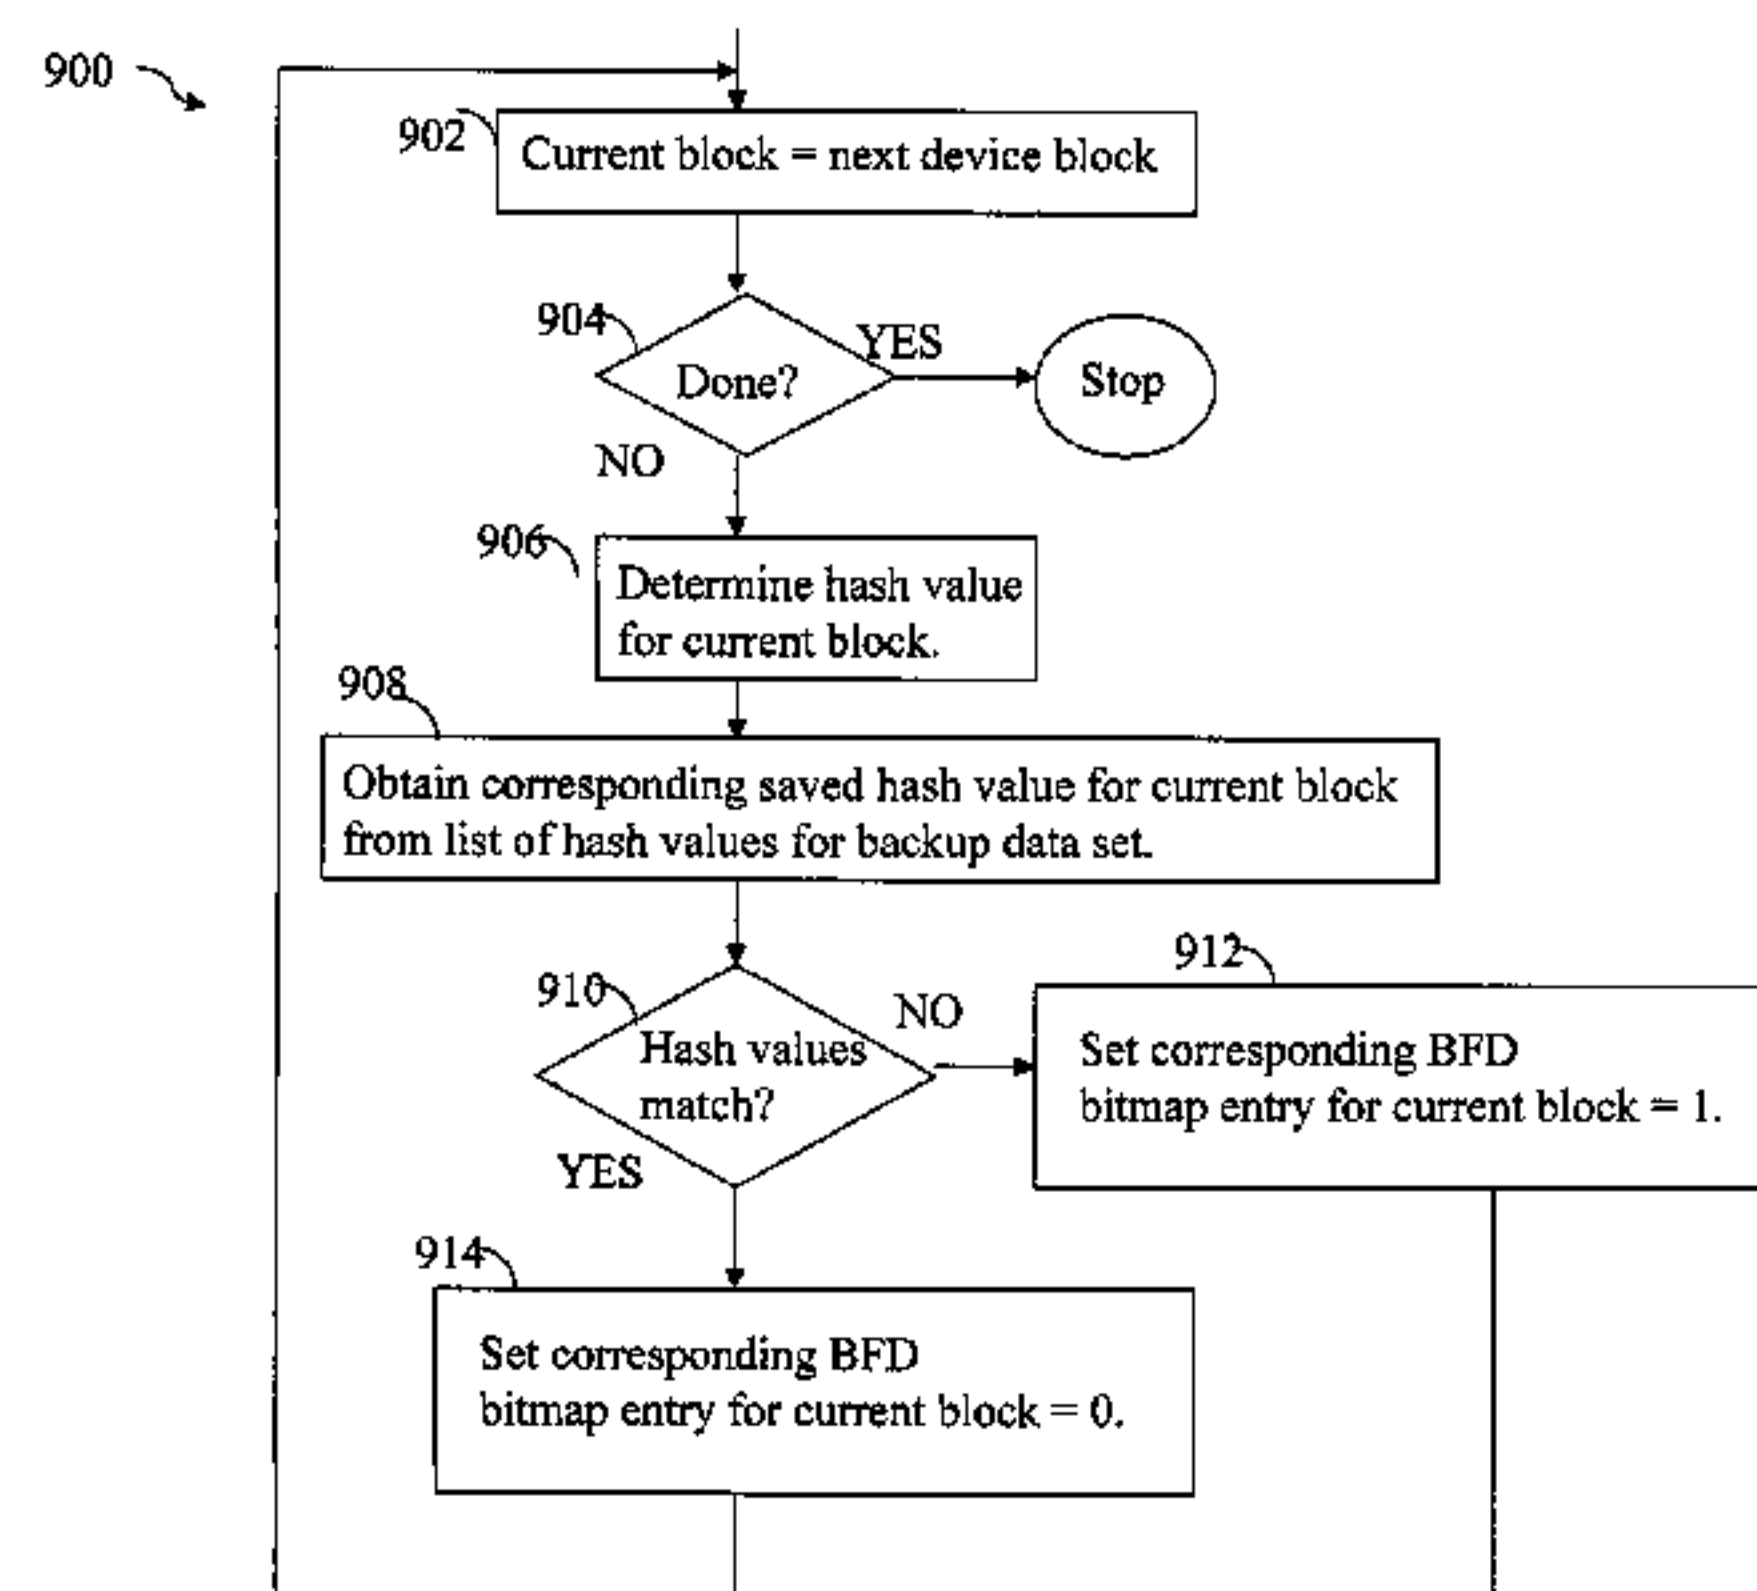 900
902
Current block = next device block
904
Done?
YES
Stop
NO
906
Determine hash value
for current block.
908
Obtain corresponding saved hash value for current block
from list of hash values for backup data set.
910
Hash values
match?
NO
912
Set corresponding BFD
bitmap entry for current block = 1.
YES
914
Set corresponding BFD
bitmap entry for current block = 0.